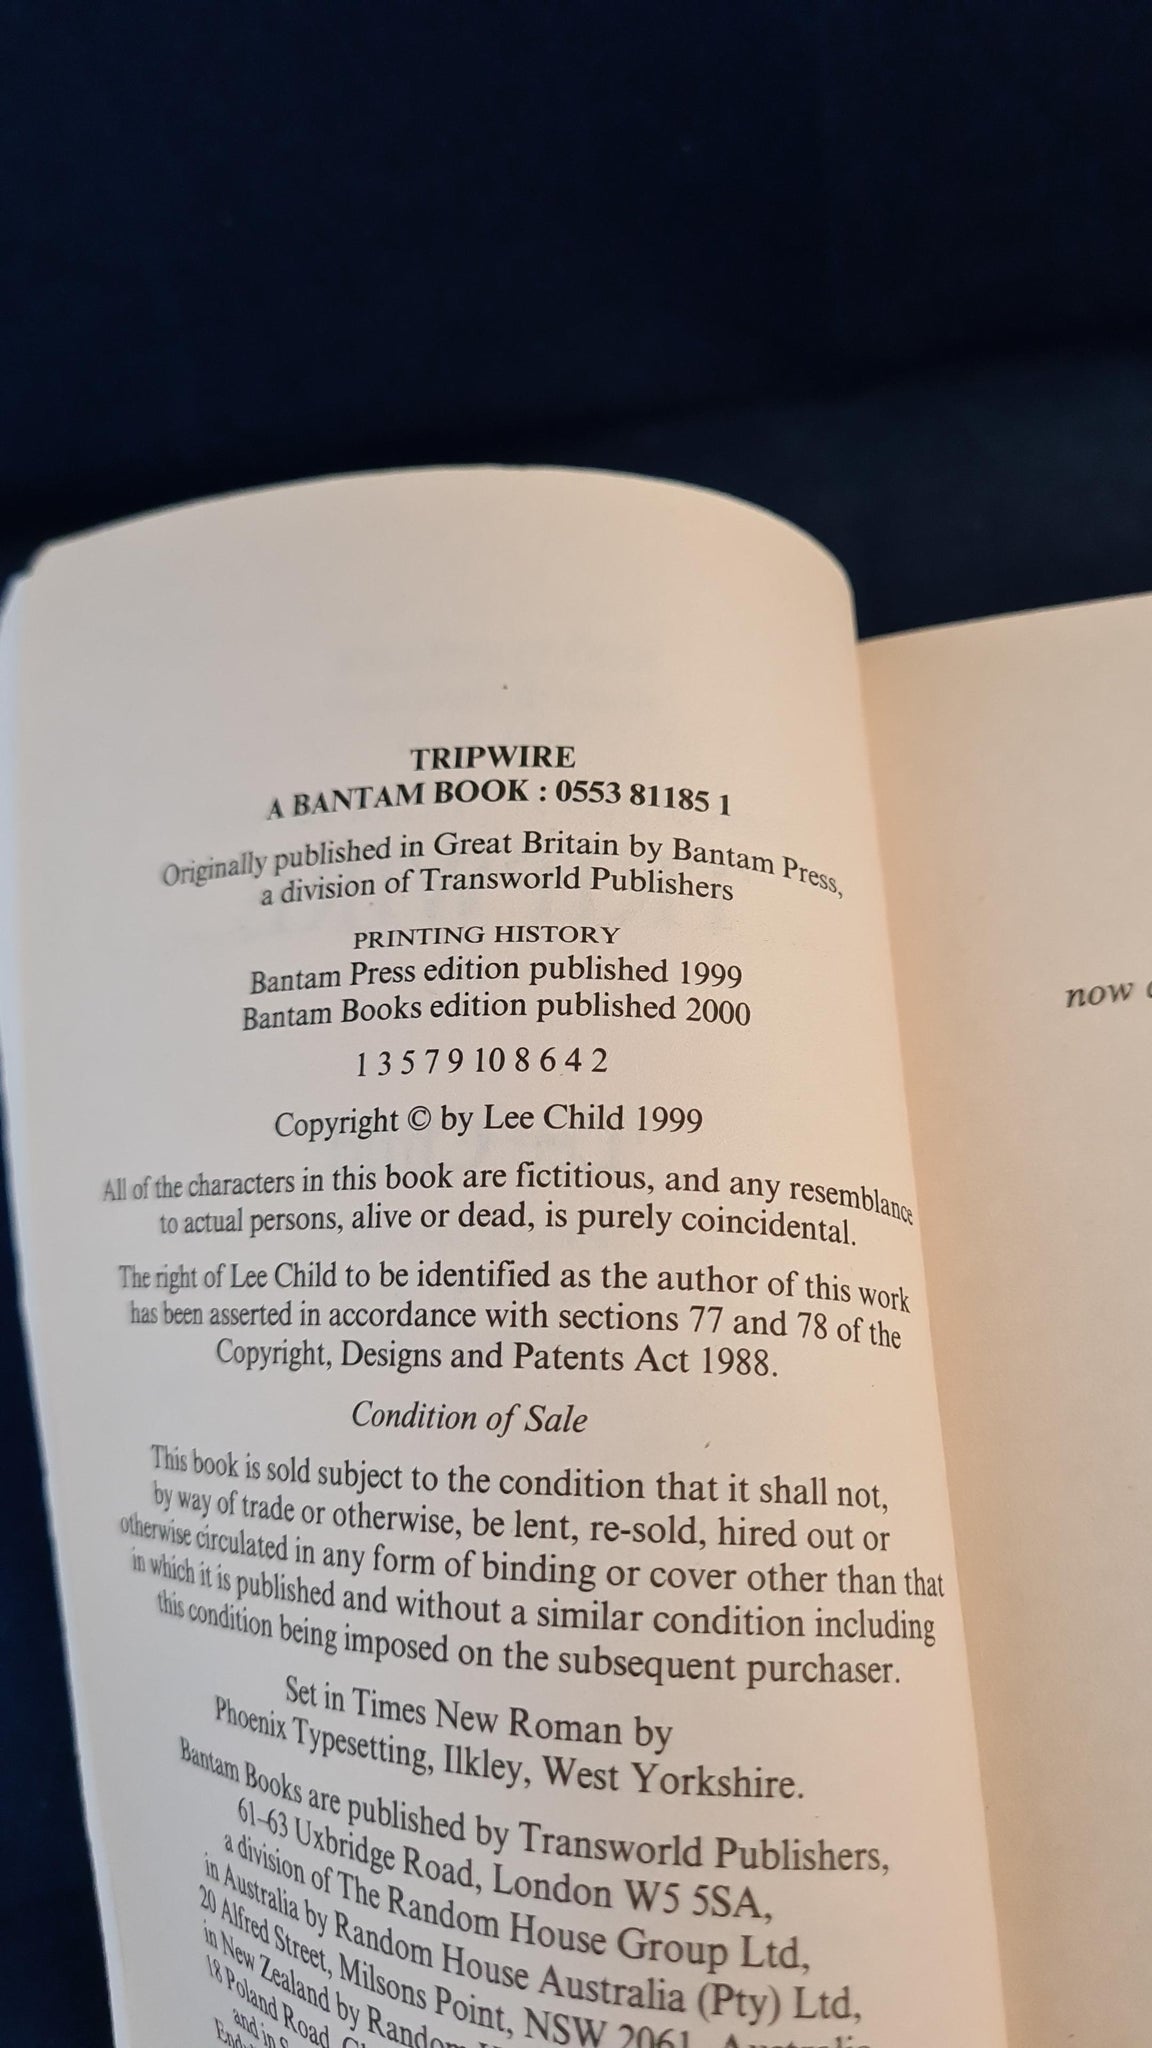 TRIPWIRE
A BANTAM BOOK : 0553 81185 1
Originally published in Great Britain by Bantam Press,
a division of Transworld Publishers
PRINTING HISTORY
Bantam Press edition published 1999
Bantam Books edition published 2000
1 3 5 7 9 10 8 6 4 2
Copyright © by Lee Child 1999
All of the characters in this book are fictitious, and any resemblance
to actual persons, alive or dead, is purely coincidental.
The right of Lee Child to be identified as the author of this work
has been asserted in accordance with sections 77 and 78 of the
Copyright, Designs and Patents Act 1988.
Condition of Sale
This book is sold subject to the condition that it shall not,
by way of trade or otherwise, be lent, re-sold, hired out or
otherwise circulated in any form of binding or cover other than that
in which it is published and without a similar condition including
this condition being imposed on the subsequent purchaser.
Set in Times New Roman by
Phoenix Typesetting, Ilkley, West Yorkshire.
Bantam Books are published by Transworld Publishers,
61–63 Uxbridge Road, London W5 5SA,
a division of The Random House Group Ltd,
in Australia by Random House Australia (Pty) Ltd,
20 Alfred Street, Milsons Point, NSW 2061, Australia
in New Zealand by Random
18 Poland Road,
and in
now